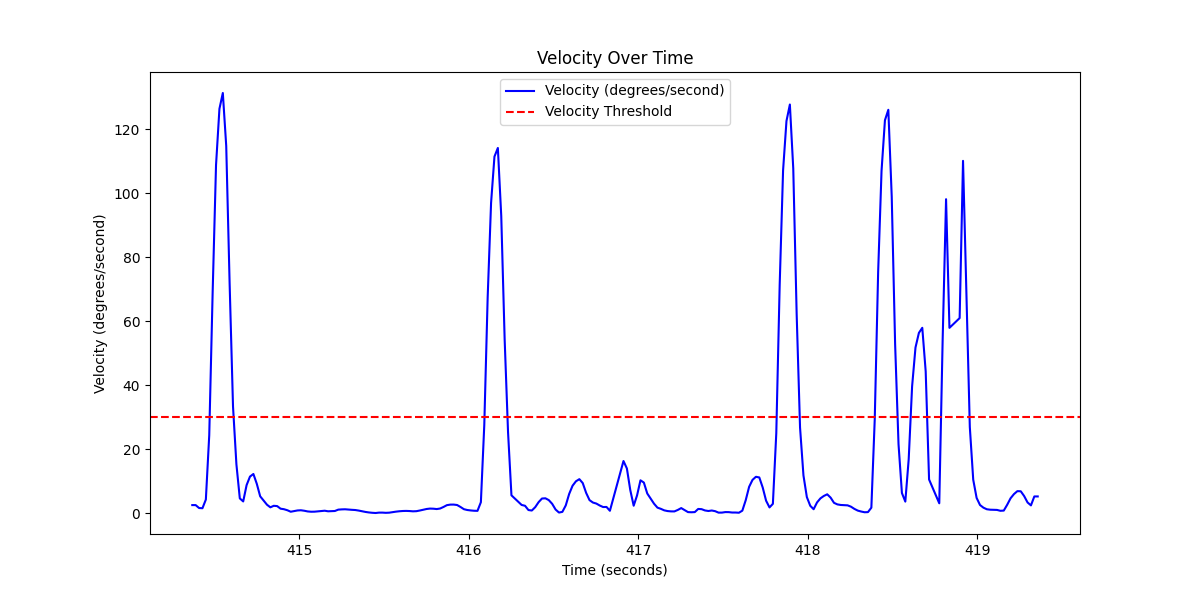 Velocity Over Time
Velocity (degrees/second)
Velocity Threshold
Velocity (degrees/second)
120
100
80
60
40
20
0
415 416 417 418 419
Time (seconds)